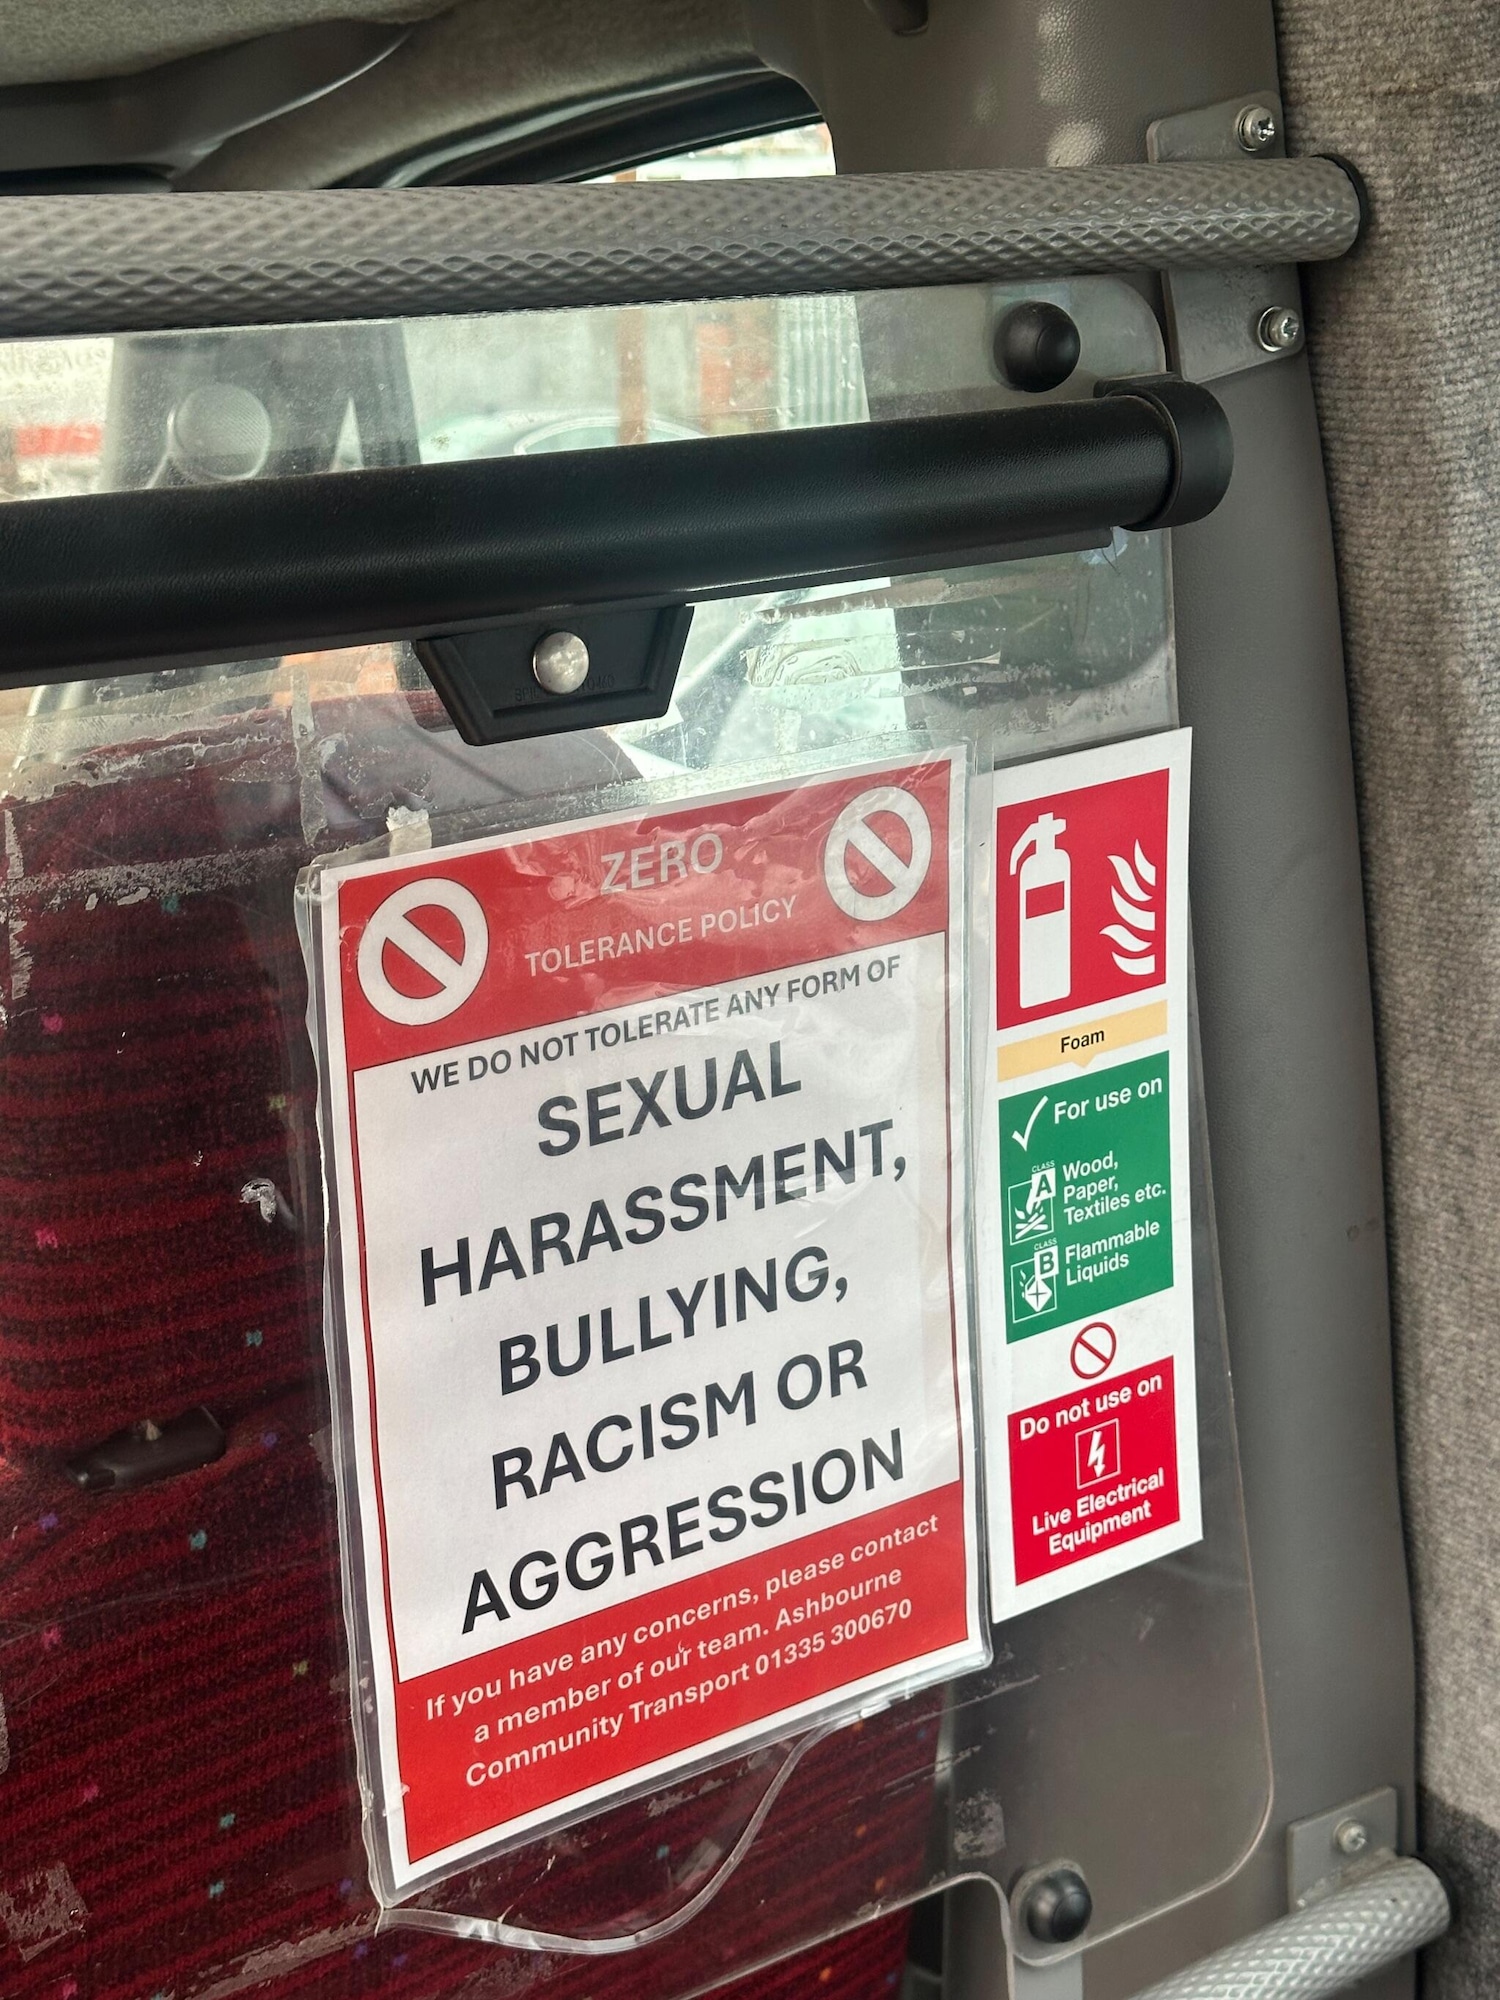 ZERO
TOLERANCE POLICY
WE DO NOT TOLERATE ANY FORM OF
SEXUAL
HARASSMENT,
BULLYING,
RACISM OR
AGGRESSION
If you have any concerns, please contact
a member of our team. Ashbourne
Community Transport 01335 300670
Foam
For use on
CLASS
A
Wood,
Paper,
Textiles etc.
CLASS
B
Flammable
Liquids
Do not use on
Live Electrical
Equipment